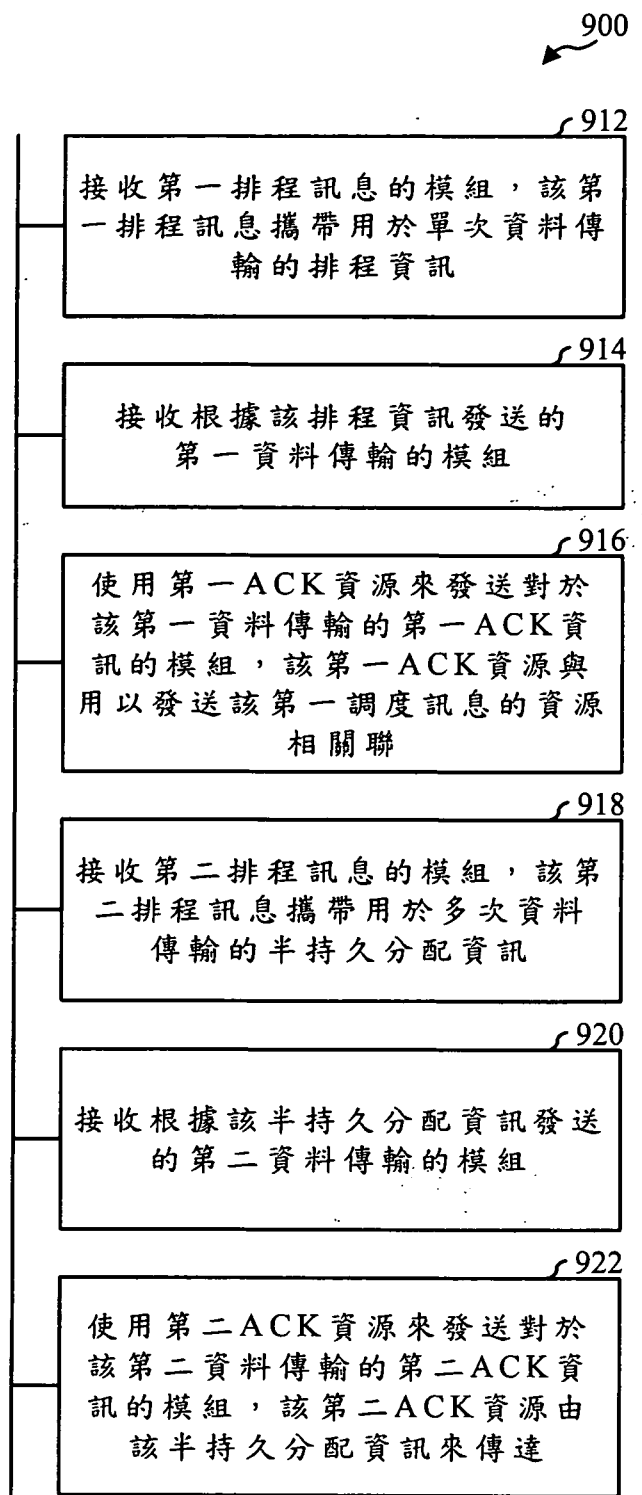 900
912
接收第一排程訊息的模組，該第
一排程訊息攜帶用於單次資料傳
輸的排程資訊
914
接收根據該排程資訊發送的
第一資料傳輸的模組
916
使用第一ACK資源來發送對於
該第一資料傳輸的第一ACK資
訊的模組，該第一ACK資源與
用以發送該第一調度訊息的資源
相關聯
918
接收第二排程訊息的模組，該第
二排程訊息攜帶用於多次資料
傳輸的半持久分配資訊
920
接收根據該半持久分配資訊發送
的第二資料傳輸的模組
922
使用第二ACK資源來發送對於
該第二資料傳輸的第二ACK資
訊的模組，該第二ACK資源由
該半持久分配資訊來傳達